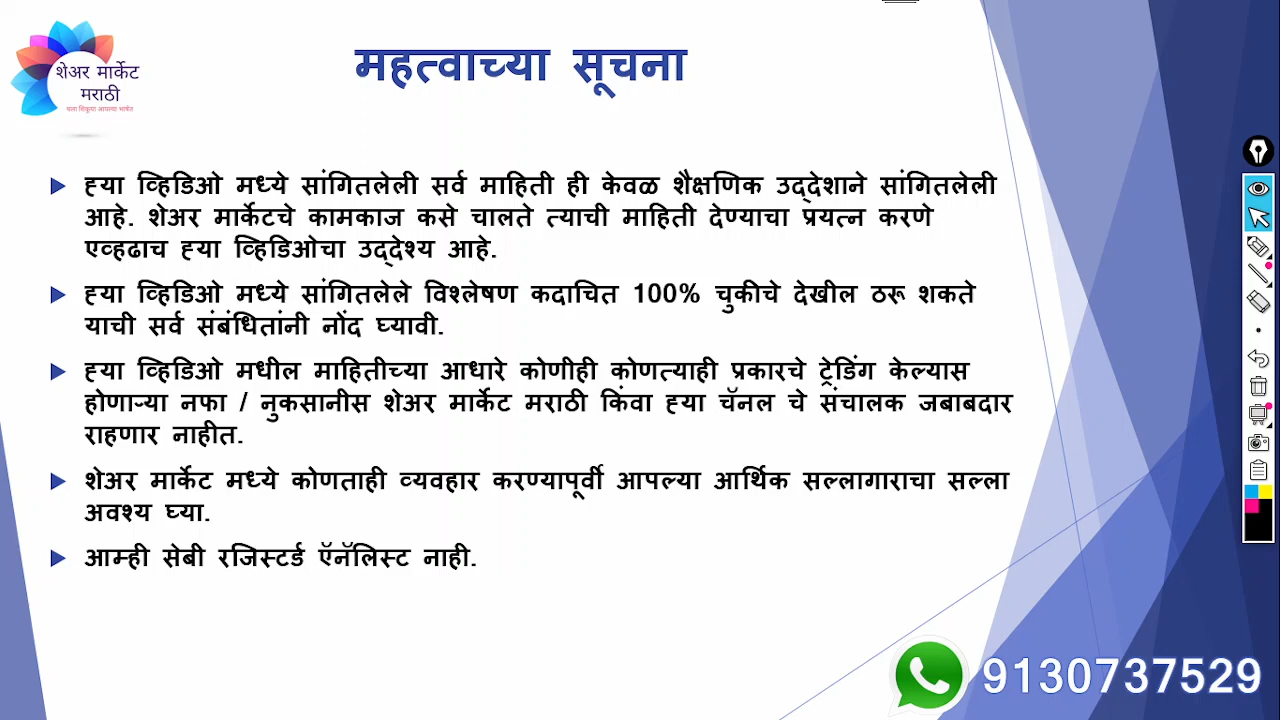 शेअर मार्केट
मराठी
चला शिकूया आपल्या भाषेत
महत्वाच्या सूचना
ह्या व्हिडिओ मध्ये सांगितलेली सर्व माहिती ही केवळ शैक्षणिक उद्देशाने सांगितलेली
आहे. शेअर मार्केटचे कामकाज कसे चालते त्याची माहिती देण्याचा प्रयत्न करणे
एव्हढाच ह्या व्हिडिओचा उद्देश्य आहे.
ह्या व्हिडिओ मध्ये सांगितलेले विश्लेषण कदाचित 100% चुकीचे देखील ठरू शकते
याची सर्व संबंधितांनी नोंद घ्यावी.
ह्या व्हिडिओ मधील माहितीच्या आधारे कोणीही कोणत्याही प्रकारचे ट्रेडिंग केल्यास
होणाऱ्या नफा / नुकसानीस शेअर मार्केट मराठी किंवा ह्या चॅनल चे संचालक जबाबदार
राहणार नाहीत.
शेअर मार्केट मध्ये कोणताही व्यवहार करण्यापूर्वी आपल्या आर्थिक सल्लागाराचा सल्ला
अवश्य घ्या.
आम्ही सेबी रजिस्टर्ड ऍनॅलिस्ट नाही.
9130737529